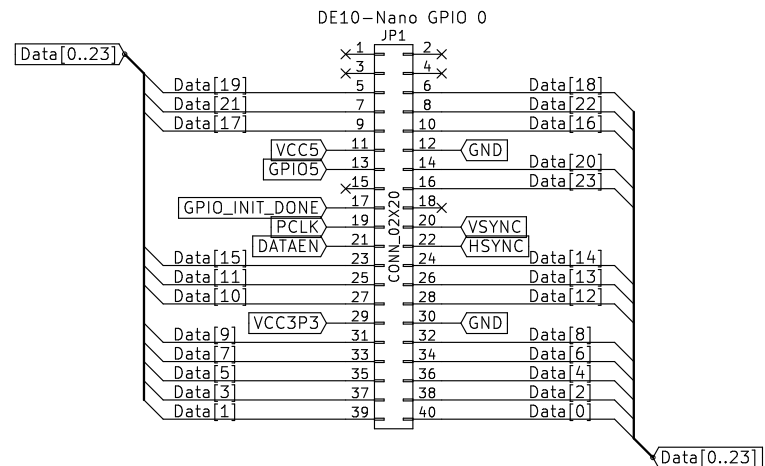 DE10-Nano GPIO 0
JP1
Data[0..23]
1 2
3 4
Data[19] 5 6 Data[18]
Data[21] 7 8 Data[22]
Data[17] 9 10 Data[16]
VCC5 11 12 GND
GPIO5 13 14 Data[20]
15 16 Data[23]
GPIO_INIT_DONE 17 18
PCLK 19 20 VSYNC
DATAEN 21 22 HSYNC
CONN_02X20
Data[15] 23 24 Data[14]
Data[11] 25 26 Data[13]
Data[10] 27 28 Data[12]
VCC3P3 29 30 GND
Data[9] 31 32 Data[8]
Data[7] 33 34 Data[6]
Data[5] 35 36 Data[4]
Data[3] 37 38 Data[2]
Data[1] 39 40 Data[0]
Data[0..23]